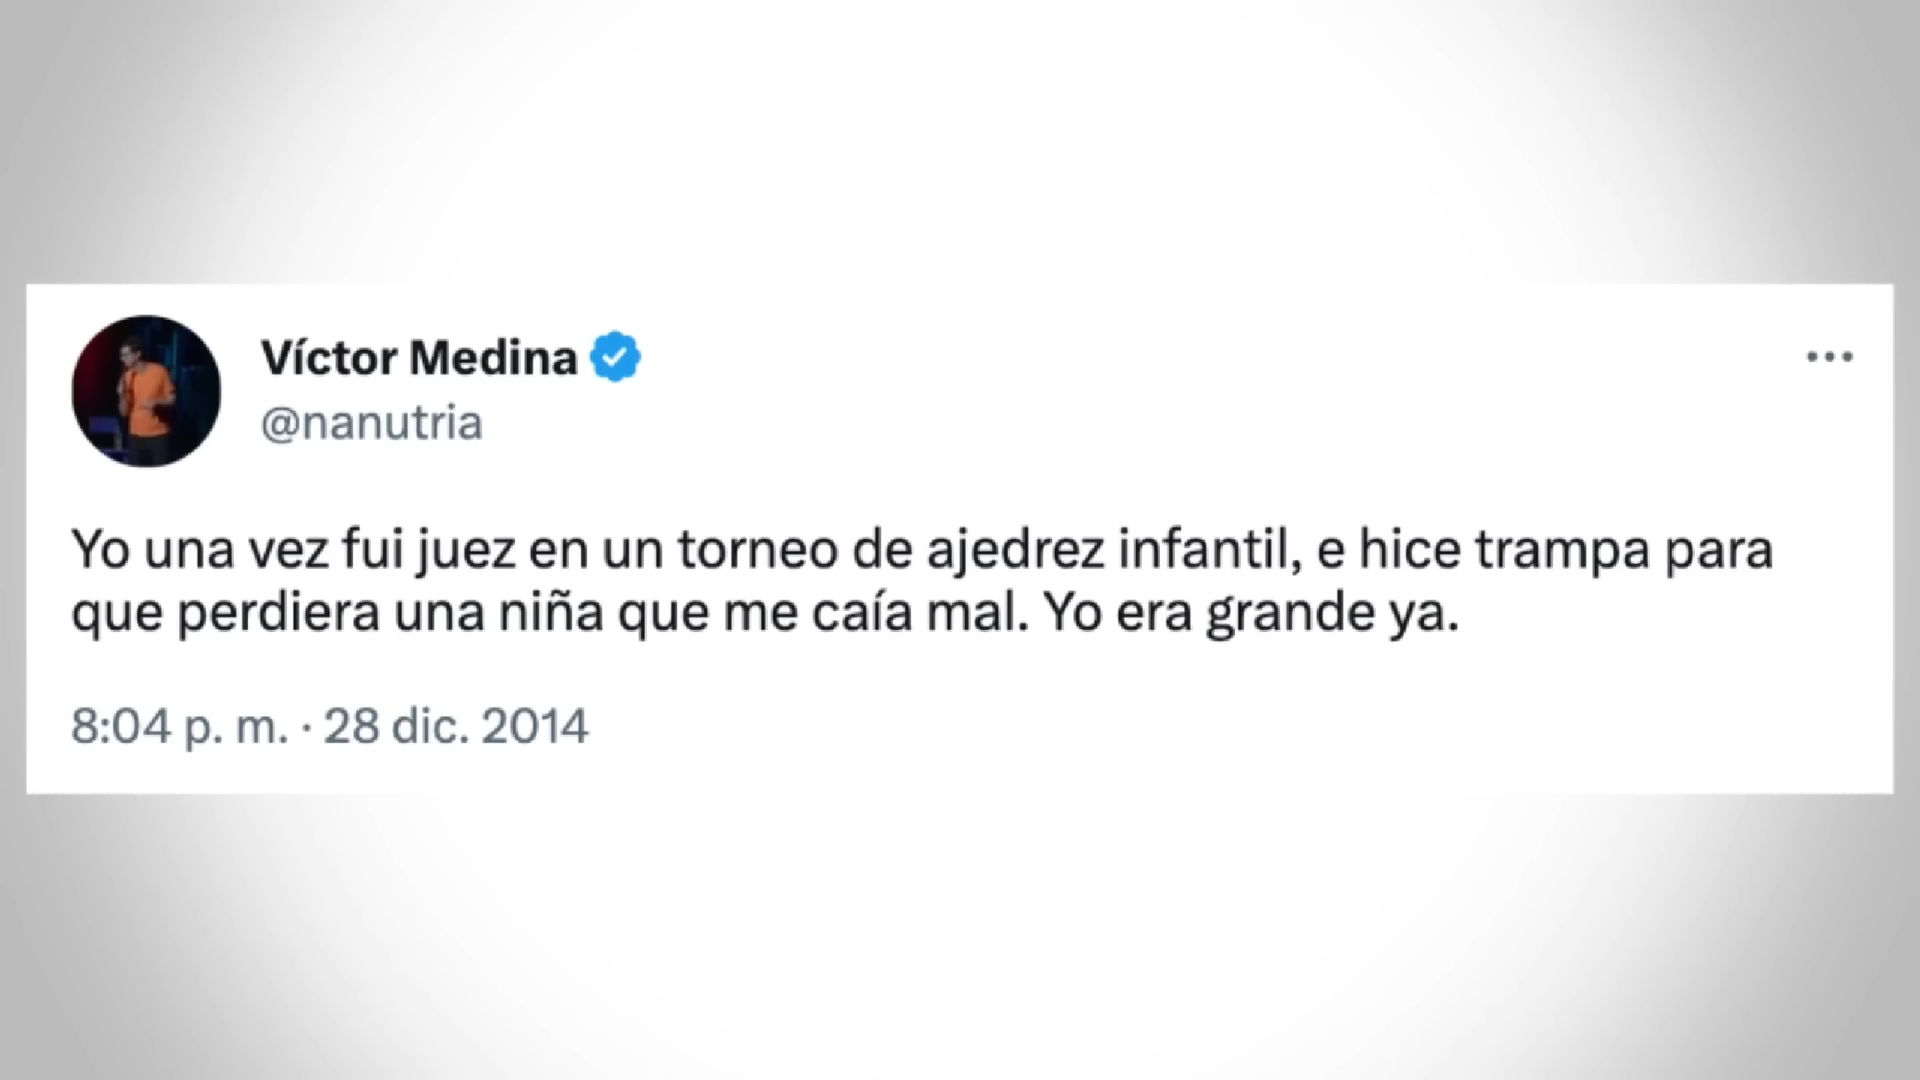 Víctor Medina
@nanutria
Yo una vez fui juez en un torneo de ajedrez infantil, e hice trampa para
que perdiera una niña que me caía mal. Yo era grande ya.
8:04 p. m. · 28 dic. 2014